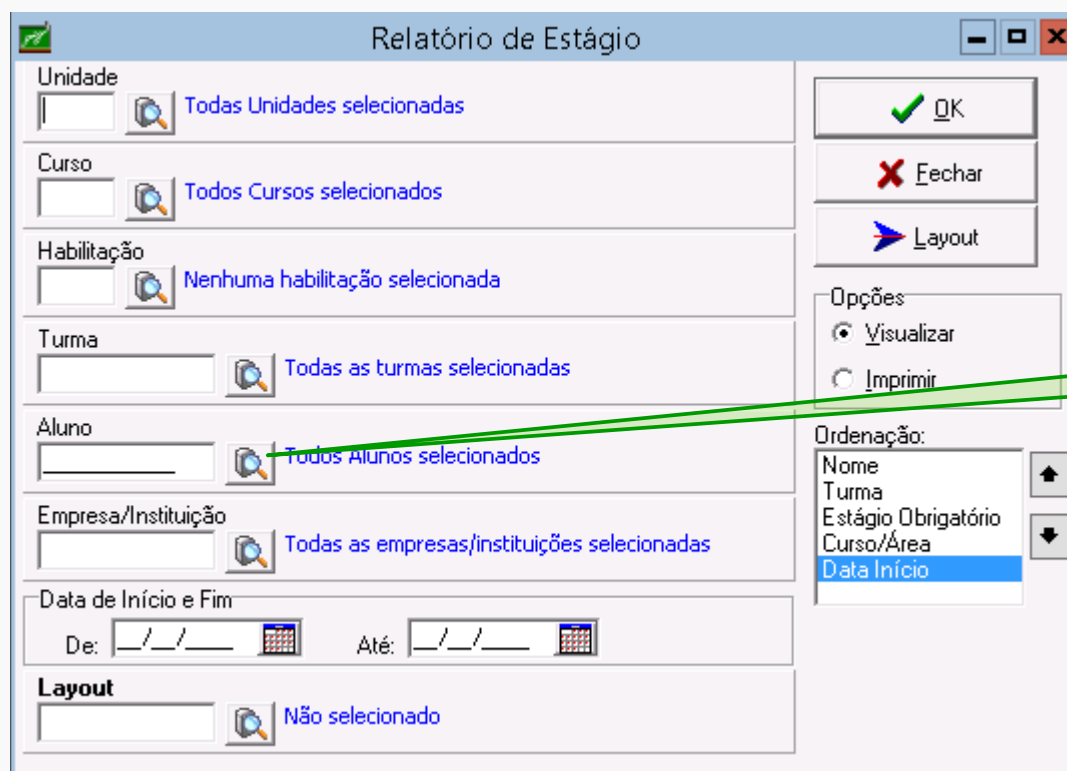 Relatório de Estágio
Unidade
Todas Unidades selecionadas
Curso
Todos Cursos selecionados
Habilitação
Nenhuma habilitação selecionada
Turma
Todas as turmas selecionadas
Aluno
Todos Alunos selecionados
Empresa/Instituição
Todas as empresas/instituições selecionadas
Data de Início e Fim
De: __/__/____ Até: __/__/____
Layout
Não selecionado
OK
Fechar
Layout
Opções
Visualizar
Imprimir
Ordenação:
Nome
Turma
Estágio Obrigatório
Curso/Área
Data Início